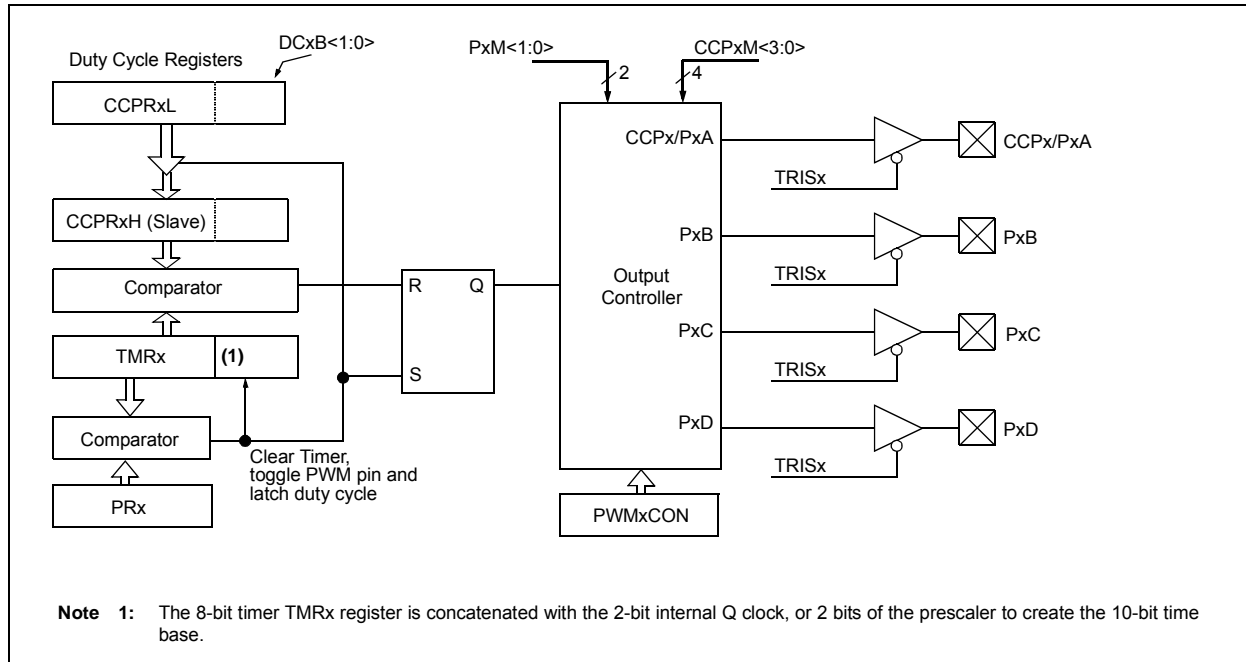 DCxB<1:0>
Duty Cycle Registers
CCPRxL
CCPRxH (Slave)
Comparator
TMRx
(1)
Comparator
PRx
Clear Timer,
toggle PWM pin and
latch duty cycle
R
Q
S
PxM<1:0>
2
CCPxM<3:0>
4
Output
Controller
CCPx/PxA
PxB
PxC
PxD
PWMxCON
TRISx
CCPx/PxA
TRISx
PxB
TRISx
PxC
TRISx
PxD
Note 1: The 8-bit timer TMRx register is concatenated with the 2-bit internal Q clock, or 2 bits of the prescaler to create the 10-bit time
base.